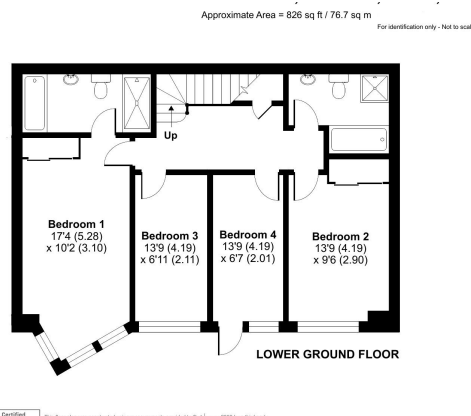 Approximate Area = 826 sq ft / 76.7 sq m
For identification only - Not to scal
Up
Bedroom 1
17'4 (5.28)
x 10'2 (3.10)
Bedroom 3
13'9 (4.19)
x 6'11 (2.11)
Bedroom 4
13'9 (4.19)
x 6'7 (2.01)
Bedroom 2
13'9 (4.19)
x 9'6 (2.90)
LOWER GROUND FLOOR
Certified